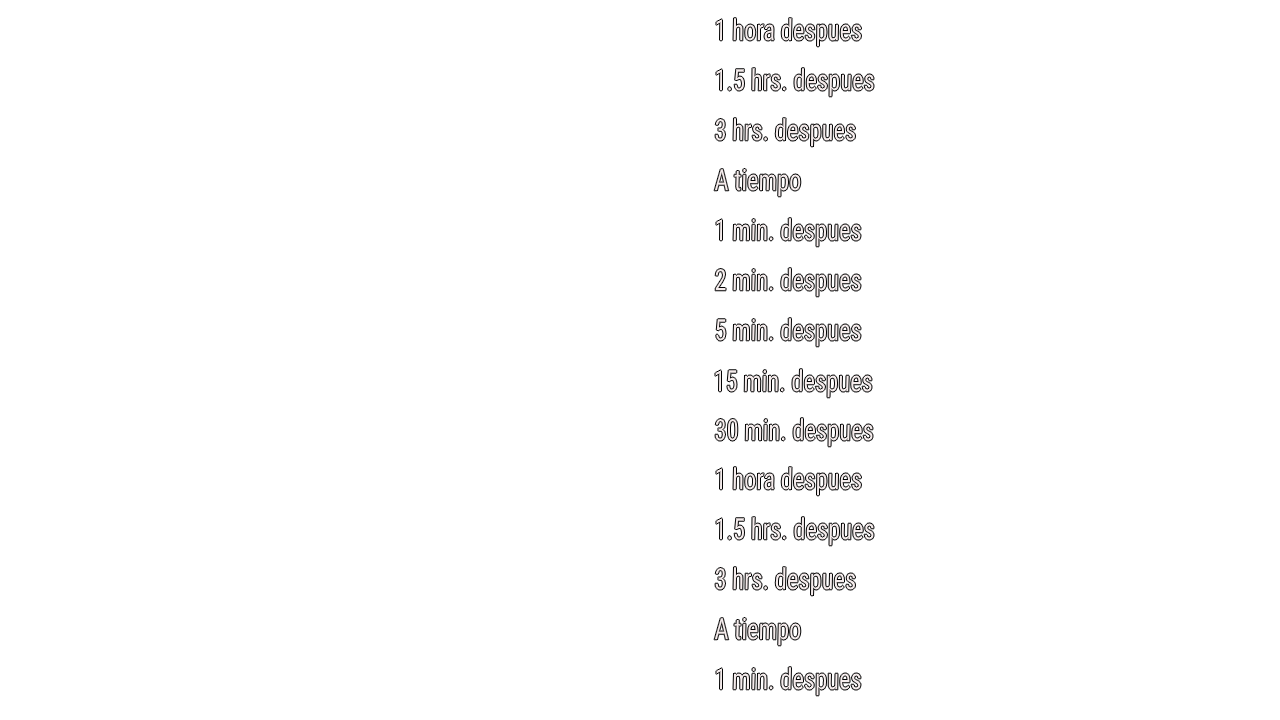 1 hora despues
1.5 hrs. despues
3 hrs. despues
A tiempo
1 min. despues
2 min. despues
5 min. despues
15 min. despues
30 min. despues
1 hora despues
1.5 hrs. despues
3 hrs. despues
A tiempo
1 min. despues